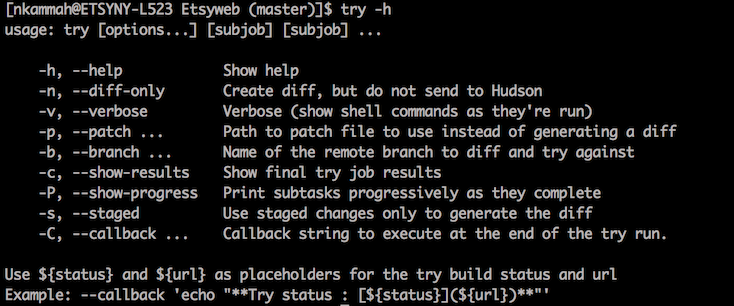 [nkammah@ETSYNY-L523 Etsyweb (master)]$ try -h
usage: try [options...] [subjob] [subjob] ...
-h, --help Show help
-n, --diff-only Create diff, but do not send to Hudson
-v, --verbose Verbose (show shell commands as they're run)
-p, --patch ... Path to patch file to use instead of generating a diff
-b, --branch ... Name of the remote branch to diff and try against
-c, --show-results Show final try job results
-P, --show-progress Print subtasks progressively as they complete
-s, --staged Use staged changes only to generate the diff
-C, --callback ... Callback string to execute at the end of the try run.
Use ${status} and ${url} as placeholders for the try build status and url
Example: --callback 'echo "**Try status : [${status}](${url})**"'